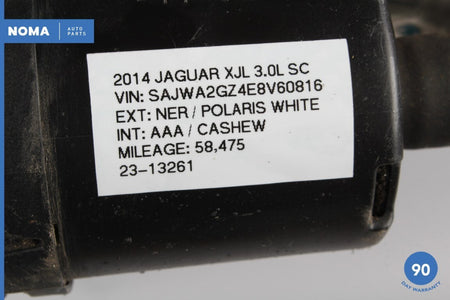 NOMA AUTO
PARTS
2014 JAGUAR XJL 3.0L SC
VIN: SAJWA2GZ4E8V60816
EXT: NER / POLARIS WHITE
INT: AAA / CASHEW
MILEAGE: 58,475
23-13261
90
DAY WARRANTY